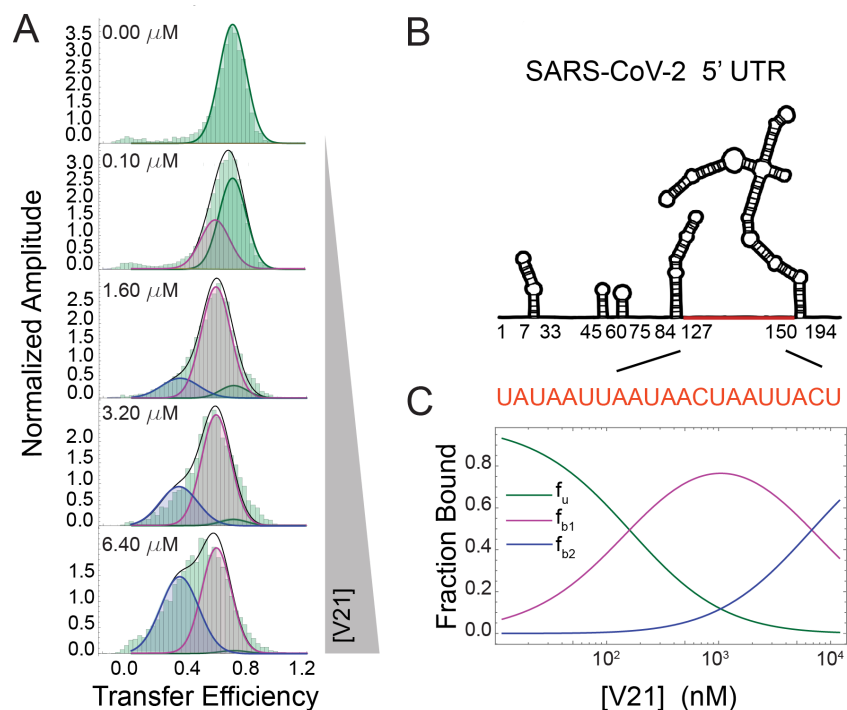 A
Normalized Amplitude
0.00 μM
3.5
3.0
2.5
2.0
1.5
1.0
0.5
0.0
0.10 μM
3.0
2.5
2.0
1.5
1.0
0.5
0.0
1.60 μM
2.5
2.0
1.5
1.0
0.5
0.0
3.20 μM
2.0
1.5
1.0
0.5
0.0
6.40 μM
1.5
1.0
0.5
0.0
0.0 0.4 0.8 1.2
Transfer Efficiency
[V21]
B
SARS-CoV-2 5' UTR
1 7 33 45 60 75 84 127 150 194
UAUAAUUAAUAACUAAUUACU
C
Fraction Bound
0.8
0.6
0.4
0.2
0.0
fu
fb1
fb2
10² 10³ 10⁴
[V21] (nM)